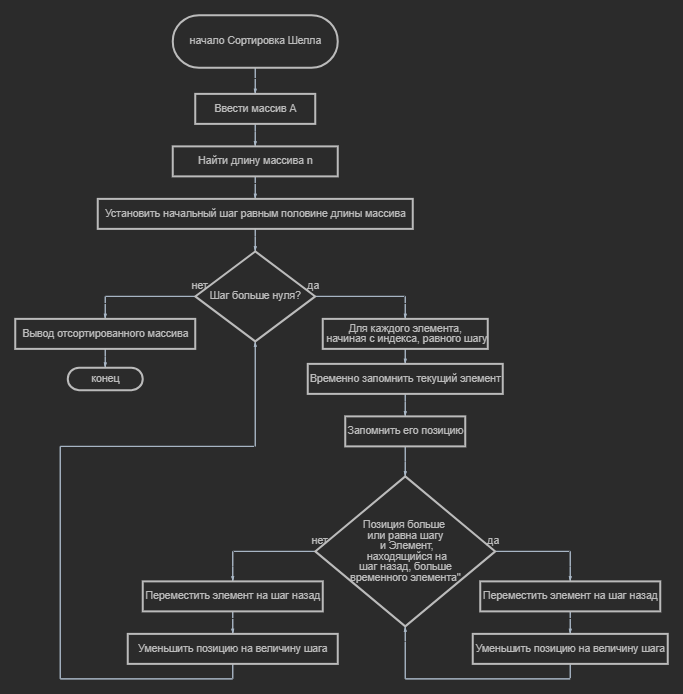 начало Сортировка Шелла
Ввести массив А
Найти длину массива n
Установить начальный шаг равным половине длины массива
нет
Шаг больше нуля?
да
Вывод отсортированного массива
конец
Для каждого элемента,
начиная с индекса, равного шагу
Временно запомнить текущий элемент
Запомнить его позицию
нет
Позиция больше
или равна шагу
и Элемент,
находящийся на
шаг назад, больше
временного элемента"
да
Переместить элемент на шаг назад
Уменьшить позицию на величину шага
Переместить элемент на шаг назад
Уменьшить позицию на величину шага